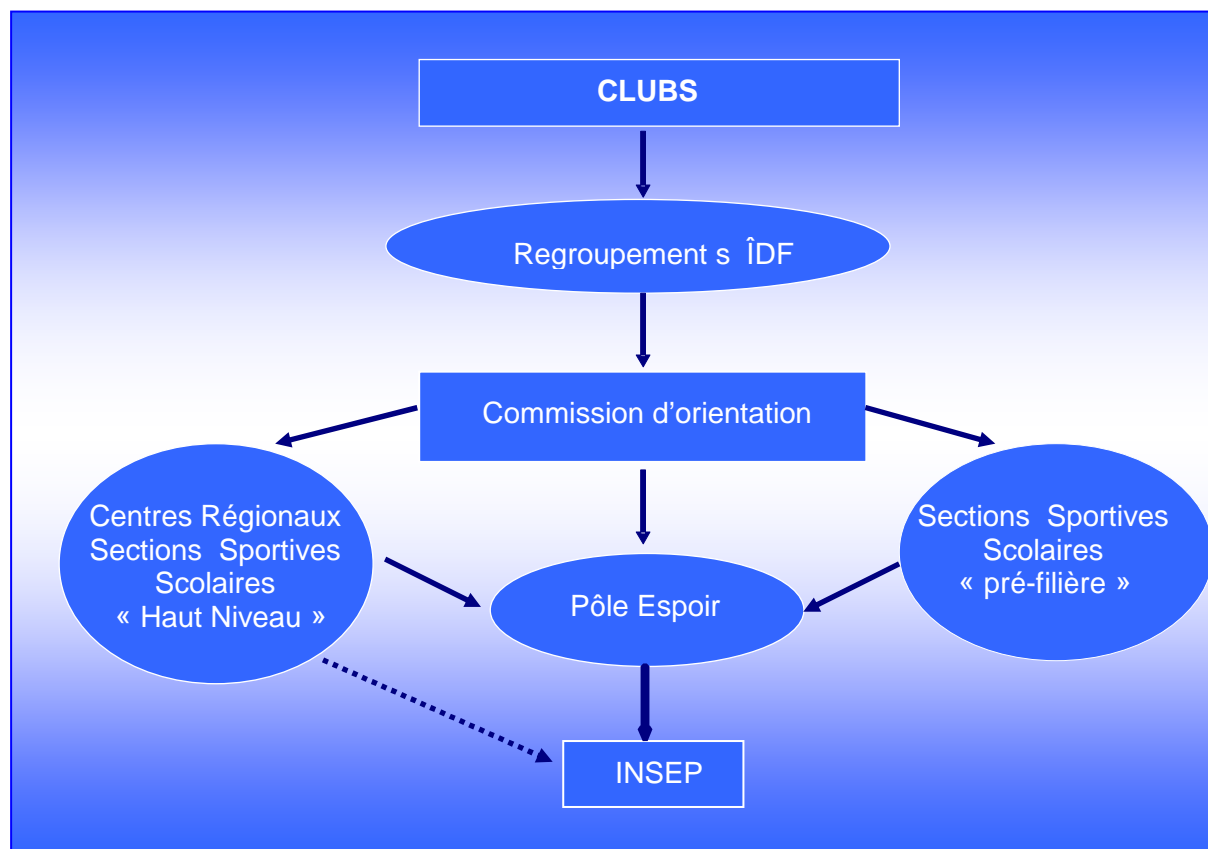 CLUBS
Regroupement s ÎDF
Commission d'orientation
Centres Régionaux
Sections Sportives
Scolaires
« Haut Niveau »
Pôle Espoir
Sections Sportives
Scolaires
« pré-filière »
INSEP